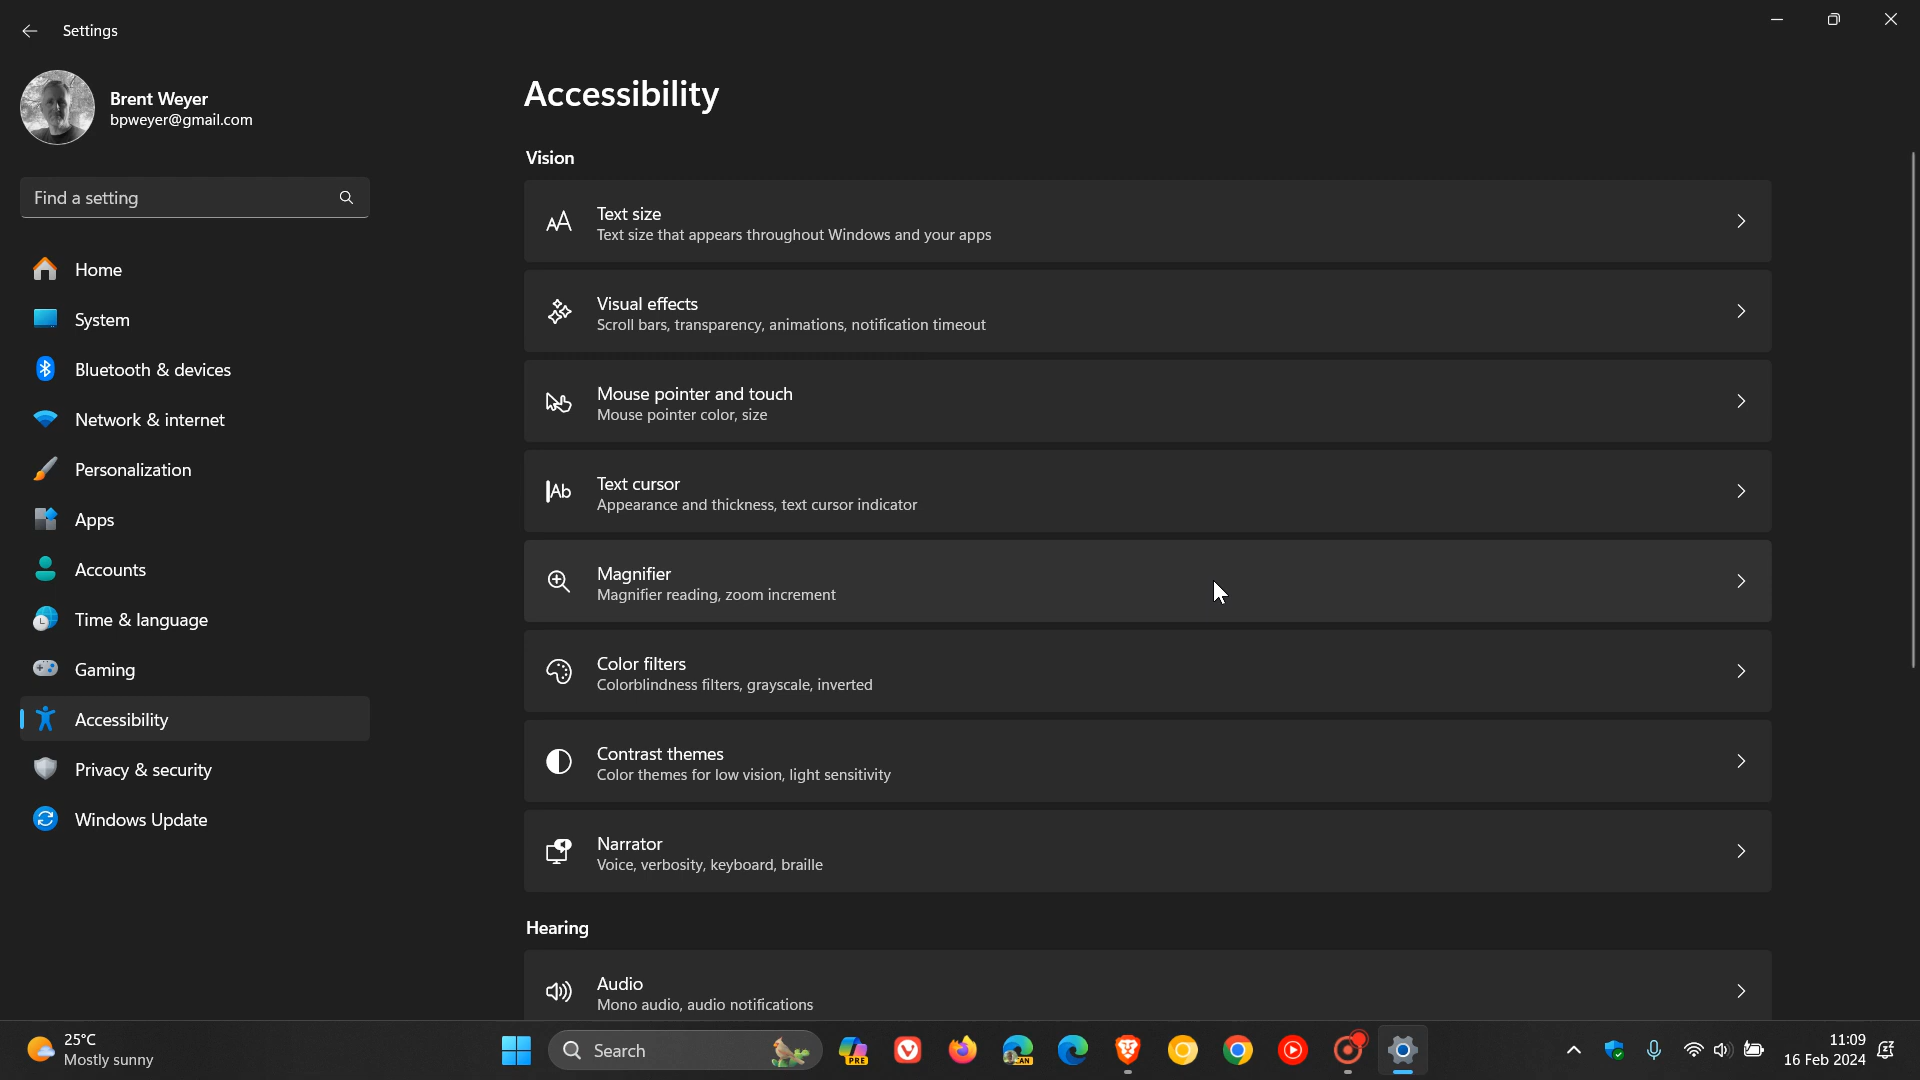 Settings
Brent Weyer
bpweyer@gmail.com
Find a setting
Home
System
Bluetooth & devices
Network & internet
Personalization
Apps
Accounts
Time & language
Gaming
Accessibility
Privacy & security
Windows Update
Accessibility
Vision
Text size
Text size that appears throughout Windows and your apps
Visual effects
Scroll bars, transparency, animations, notification timeout
Mouse pointer and touch
Mouse pointer color, size
Ab
Text cursor
Appearance and thickness, text cursor indicator
Magnifier
Magnifier reading, zoom increment
Color filters
Colorblindness filters, grayscale, inverted
Contrast themes
Color themes for low vision, light sensitivity
Narrator
Voice, verbosity, keyboard, braille
Hearing
Audio
Mono audio, audio notifications
25°C
Mostly sunny
Search
PRE
CAN
11:09
16 Feb 2024